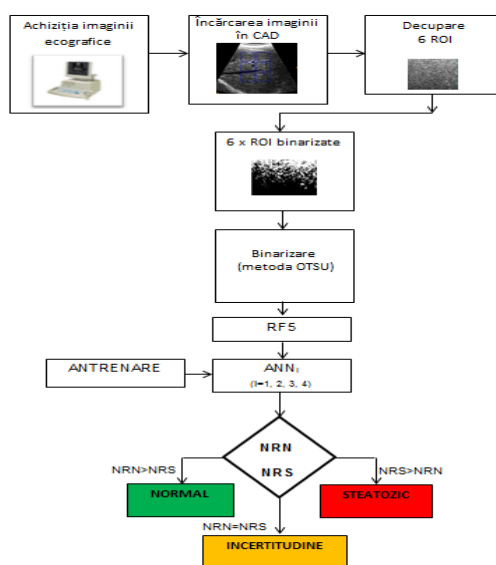 Achiziția imaginii
ecografice
Încărcarea imaginii
în CAD
Decupare
6 ROI
6 x ROI binarizate
Binarizare
(metoda OTSU)
RF5
ANTRENARE
ANNI
(I=1, 2, 3, 4)
NRN
NRS
NRN>NRS
NRS>NRN
NORMAL
STEATOZIC
NRN=NRS
INCERTITUDINE